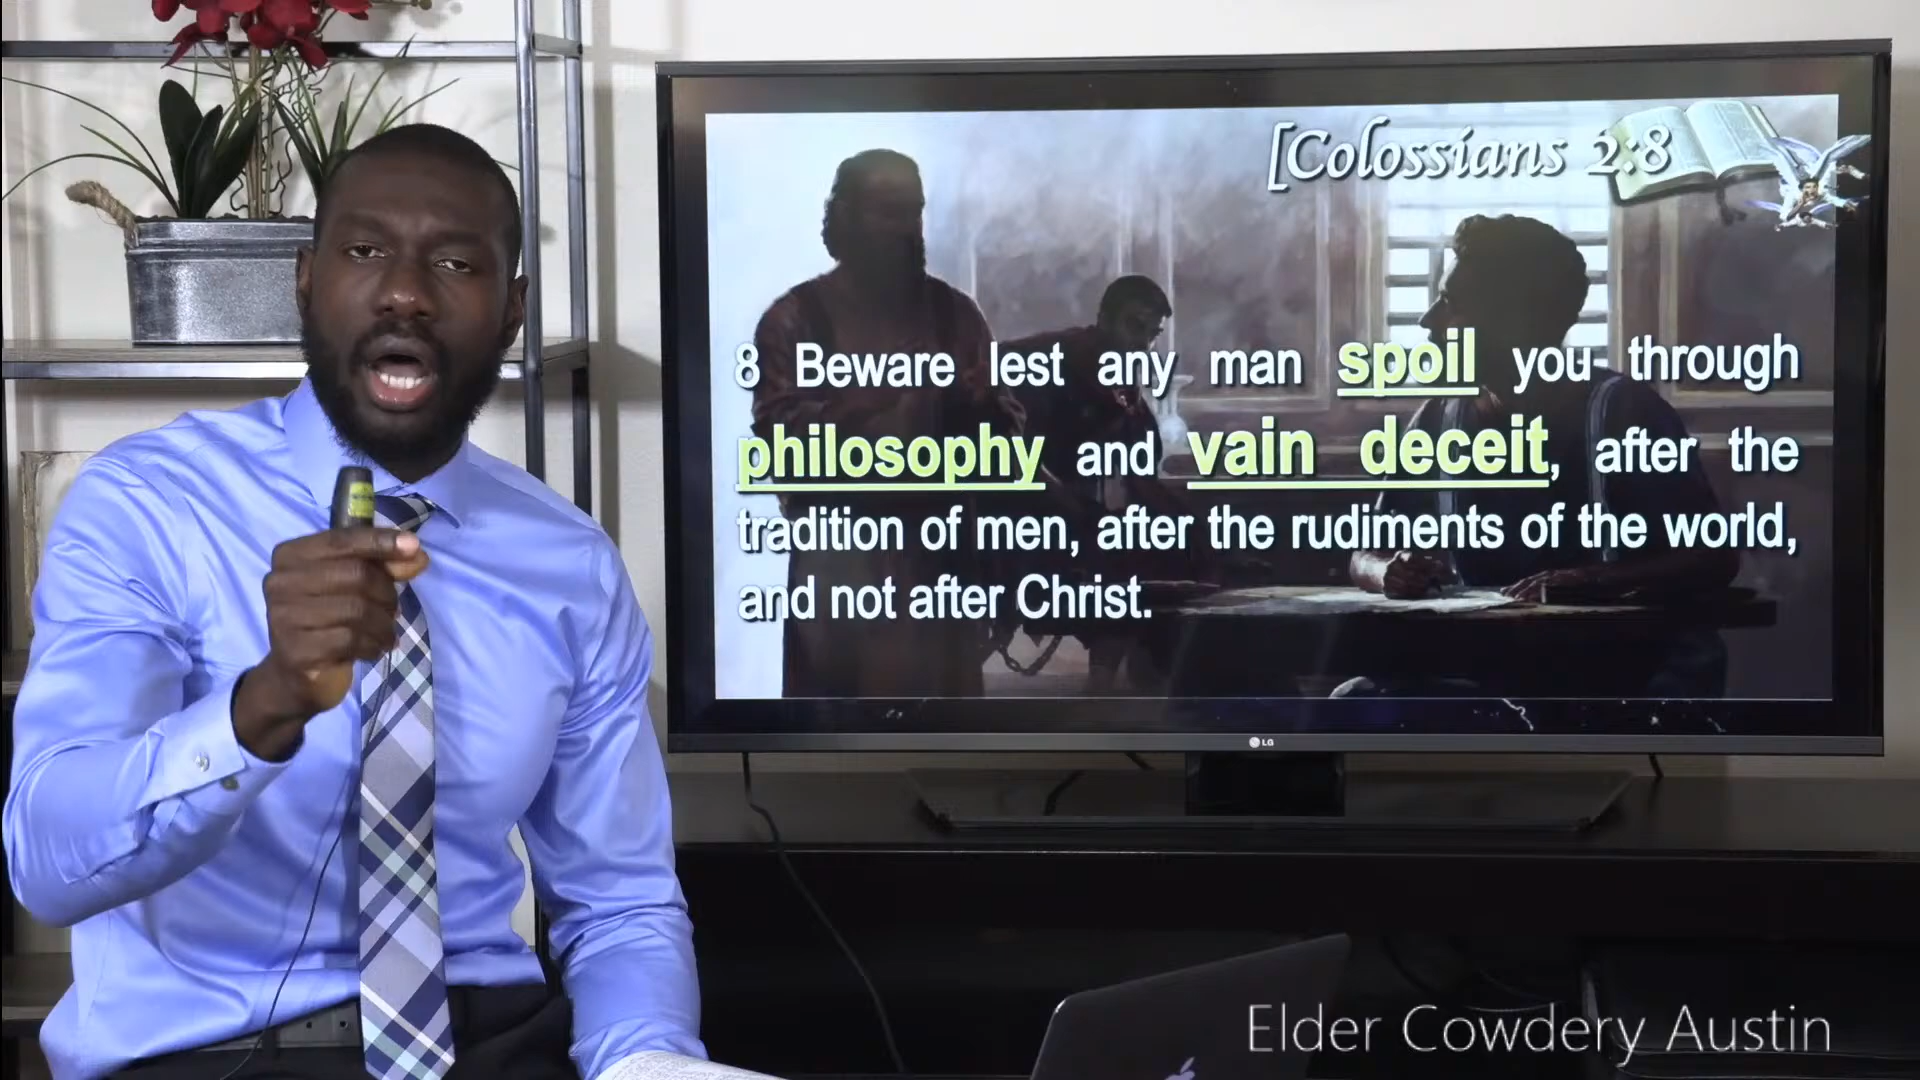 [Colossians 2:8
8 Beware lest any man spoil you through
philosophy and vain deceit, after the
tradition of men, after the rudiments of the world,
and not after Christ.
LG
Elder Cowdery Austin